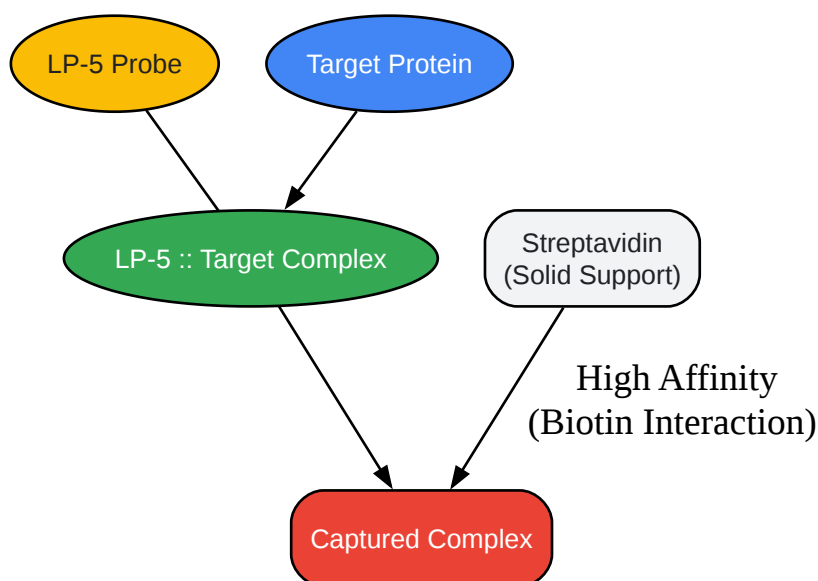 LP-5 Probe
Target Protein
LP-5 :: Target Complex
Streptavidin
(Solid Support)
High Affinity
(Biotin Interaction)
Captured Complex